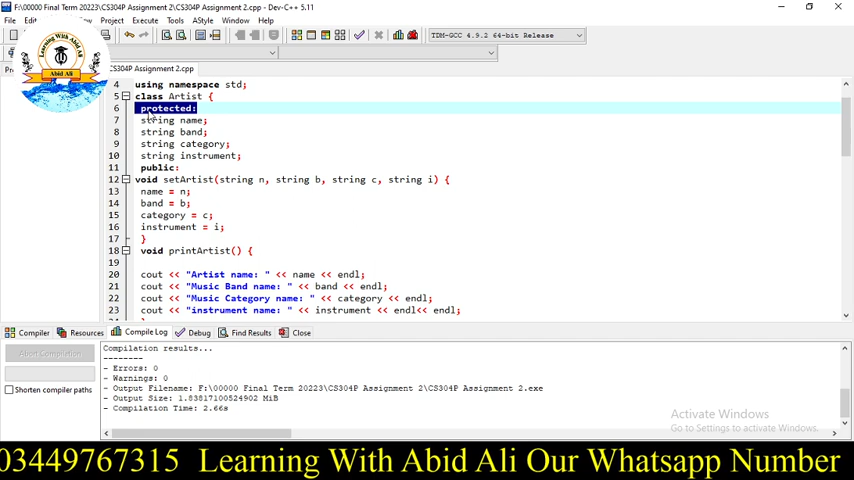 F:\00000 Final Term 20223\CS304P Assignment 2\CS304P Assignment 2.cpp - Dev-C++ 5.11
File Edit Project Execute Tools AStyle Window Help
TDM-GCC 4.9.2 64-bit Release
Learning With Abid Ali
Abid Ali
CS304P Assignment 2.cpp
4 using namespace std;
5 class Artist {
6 protected:
7 string name;
8 string band;
9 string category;
10 string instrument;
11 public:
12 void setArtist(string n, string b, string c, string i) {
13 name = n;
14 band = b;
15 category = c;
16 instrument = i;
17 }
18 void printArtist() {
19
20 cout << "Artist name: " << name << endl;
21 cout << "Music Band name: " << band << endl;
22 cout << "Music Category name: " << category << endl;
23 cout << "instrument name: " << instrument << endl<< endl;
Compiler Resources Compile Log Debug Find Results Close
Abort Compilation
Shorten compiler paths
Compilation results...
--------
- Errors: 0
- Warnings: 0
- Output Filename: F:\00000 Final Term 20223\CS304P Assignment 2\CS304P Assignment 2.exe
- Output Size: 1.83817100524902 MiB
- Compilation Time: 2.66s
Activate Windows
Go to Settings to activate Windows.
03449767315 Learning With Abid Ali Our Whatsapp Number